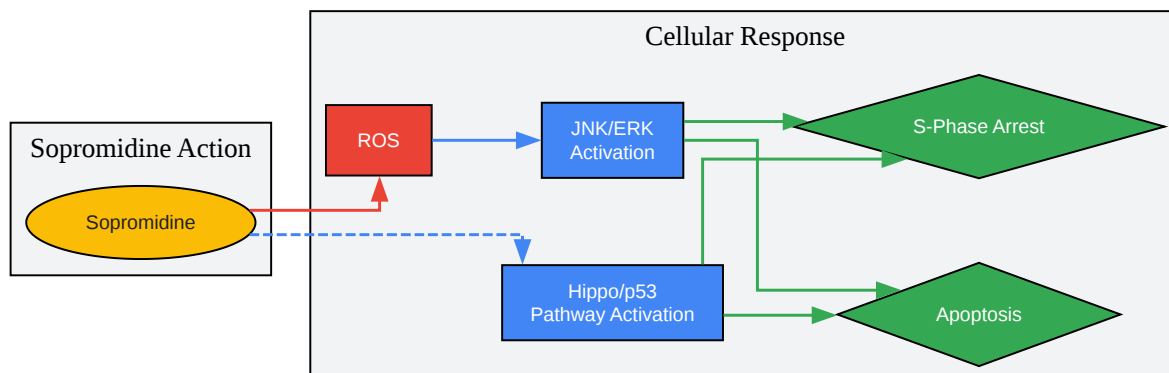 Cellular Response
Sopromidine Action
Sopromidine
ROS
JNK/ERK
Activation
S-Phase Arrest
Hippo/p53
Pathway Activation
Apoptosis